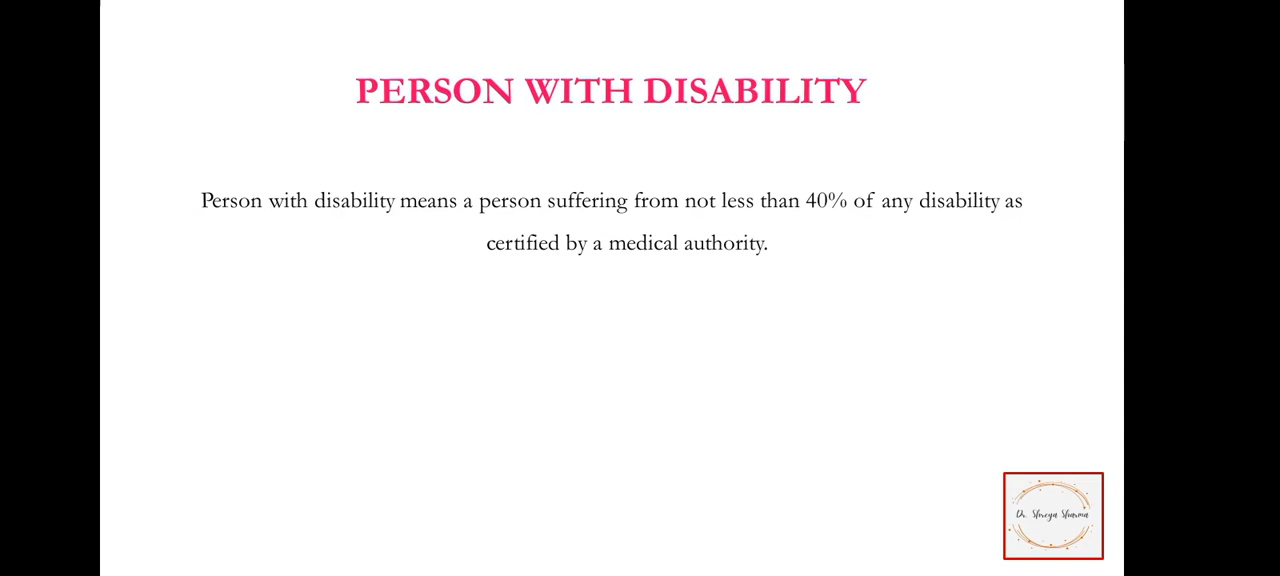 PERSON WITH DISABILITY
Person with disability means a person suffering from not less than 40% of any disability as
certified by a medical authority.
Dr. Shreya Sharma